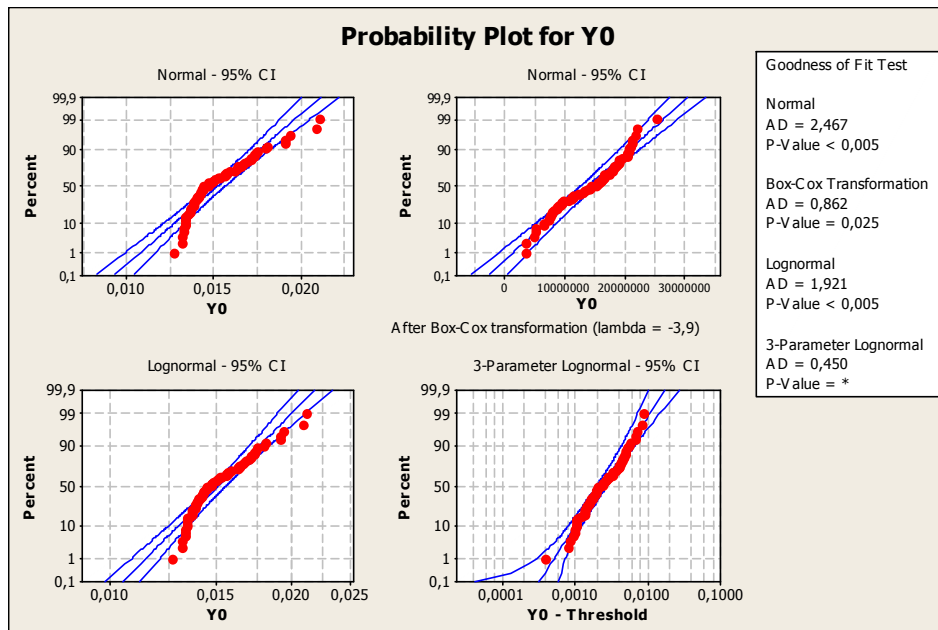 Probability Plot for Y0
Normal - 95% CI
99,9
99
90
50
10
1
0,1
Percent
0,010 0,015 0,020
Y0
Normal - 95% CI
99,9
99
90
50
10
1
0,1
Percent
0 10000000 20000000 30000000
Y0
After Box-Cox transformation (lambda = -3,9)
Lognormal - 95% CI
99,9
99
90
50
10
1
0,1
Percent
0,010 0,015 0,020 0,025
Y0
3-Parameter Lognormal - 95% CI
99,9
99
90
50
10
1
0,1
Percent
0,0001 0,0010 0,0100 0,1000
Y0 - Threshold
Goodness of Fit Test
Normal
AD = 2,467
P-Value < 0,005
Box-Cox Transformation
AD = 0,862
P-Value = 0,025
Lognormal
AD = 1,921
P-Value < 0,005
3-Parameter Lognormal
AD = 0,450
P-Value = *